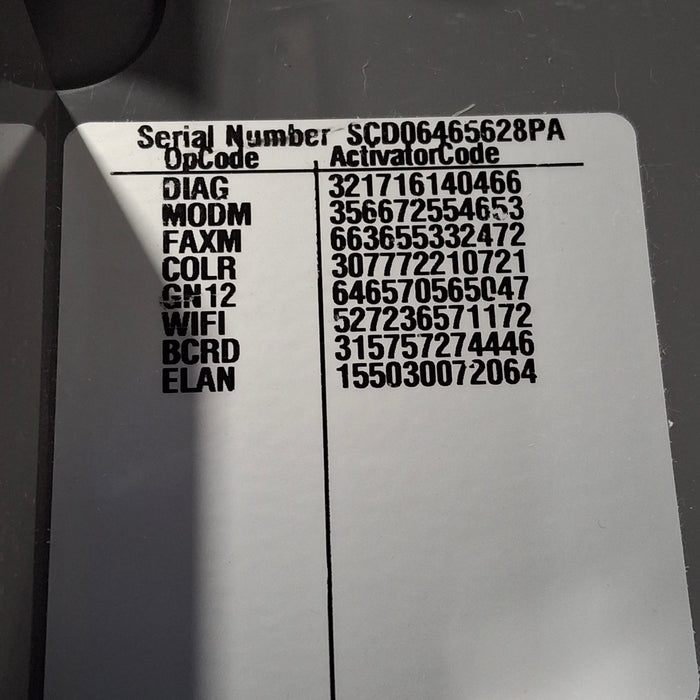 Serial Number SCD06465628PA
OpCode ActivatorCode
DIAG 321716140466
MODM 356672554653
FAXM 663655332472
COLR 307772210721
GN12 646570565047
WIFI 527236571172
BCRD 315757274446
ELAN 155030072064